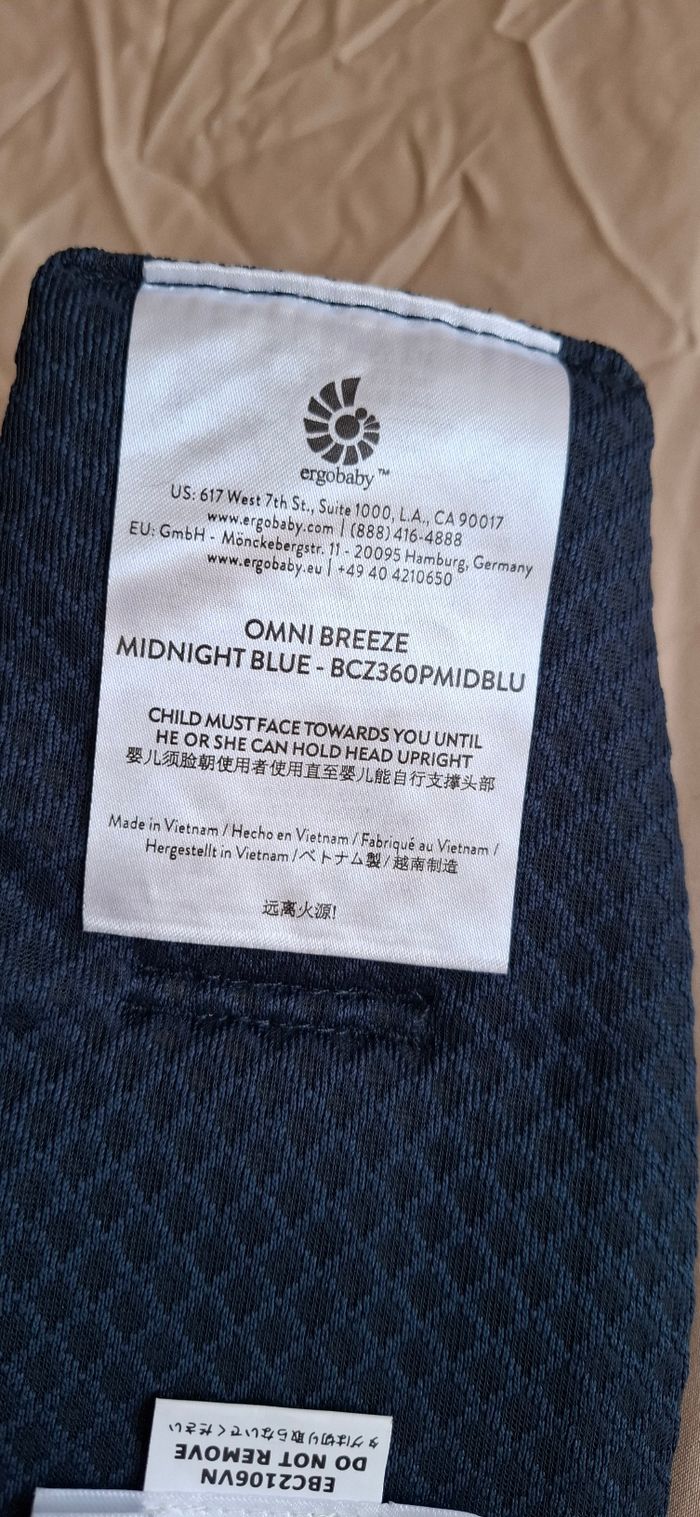 ergobaby™
US: 617 West 7th St., Suite 1000, L.A., CA 90017
www.ergobaby.com | (888) 416-4888
EU: GmbH - Mönckebergstr. 11 - 20095 Hamburg, Germany
www.ergobaby.eu | +49 40 4210650
OMNI BREEZE
MIDNIGHT BLUE - BCZ360PMIDBLU
CHILD MUST FACE TOWARDS YOU UNTIL
HE OR SHE CAN HOLD HEAD UPRIGHT
婴儿须脸朝使用者使用直至婴儿能自行支撑头部
Made in Vietnam / Hecho en Vietnam / Fabriqué au Vietnam /
Hergestellt in Vietnam / ベトナム製 / 越南制造
远离火源!
EBC2106VN
DO NOT REMOVE
タグは切り取らないでください